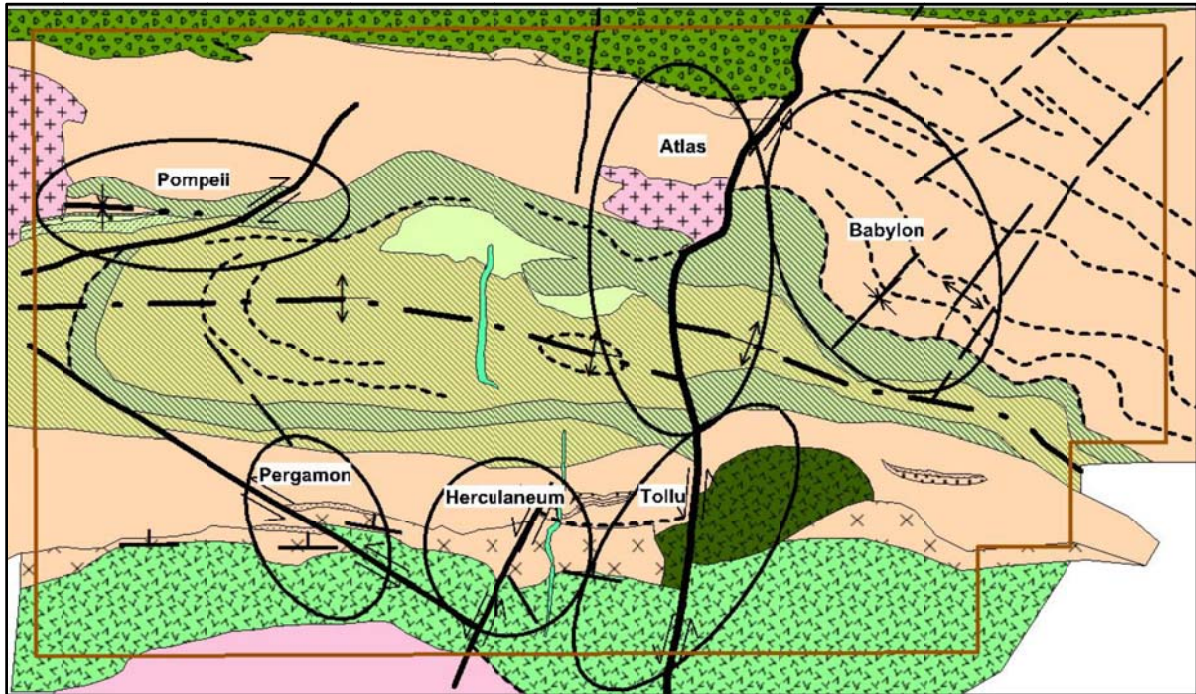 Atlas
Pompeii
Babylon
Pergamon
Herculaneum
Tollu